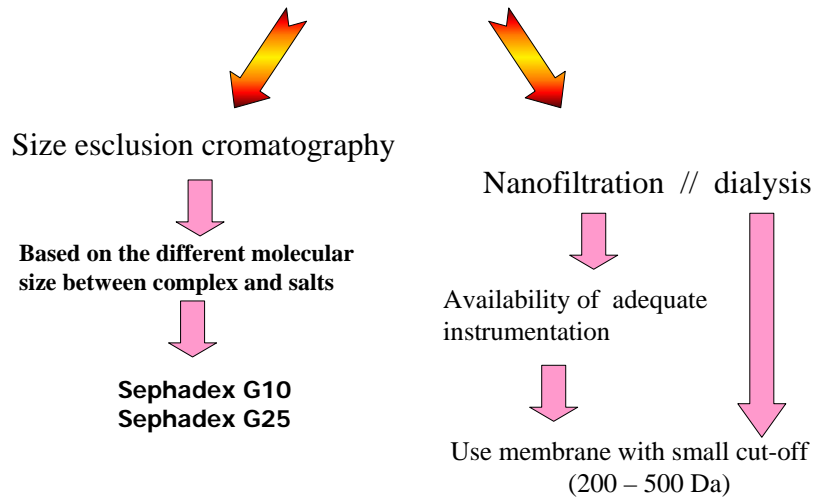 Size esclusion cromatography
Based on the different molecular
size between complex and salts
Sephadex G10
Sephadex G25
Nanofiltration // dialysis
Availability of adequate
instrumentation
Use membrane with small cut-off
(200 – 500 Da)